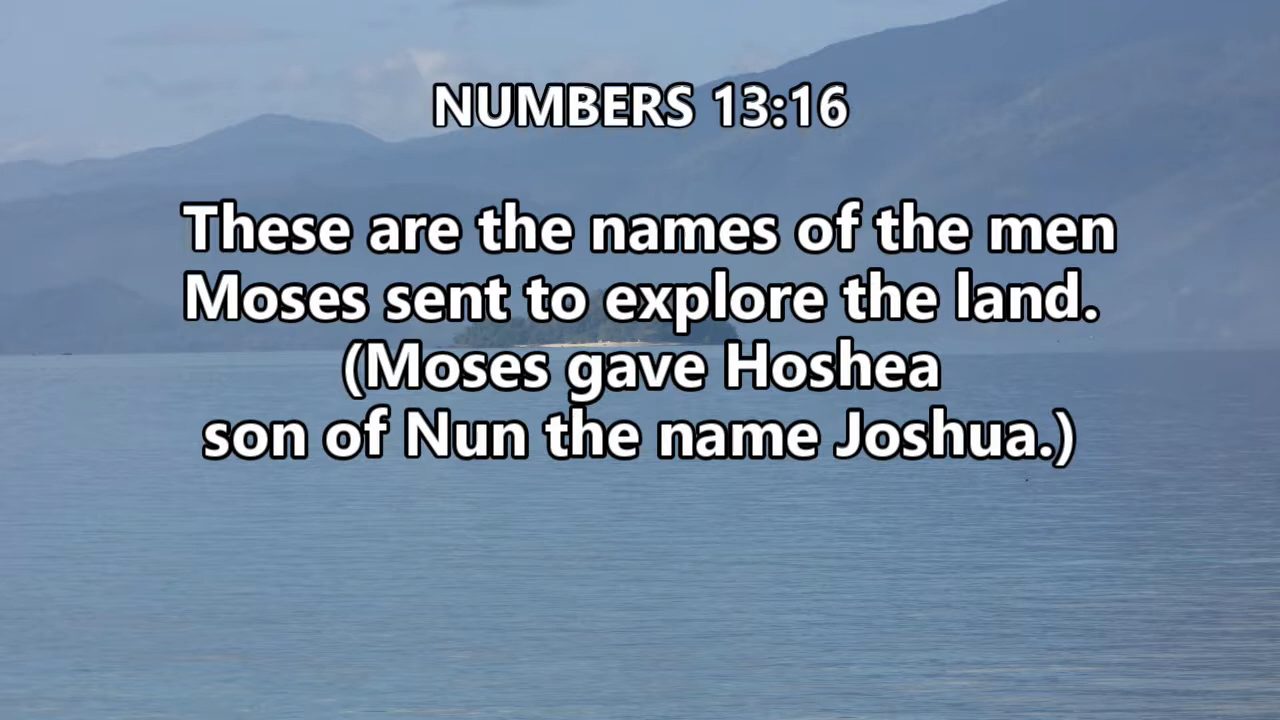 NUMBERS 13:16
These are the names of the men
Moses sent to explore the land.
(Moses gave Hoshea
son of Nun the name Joshua.)